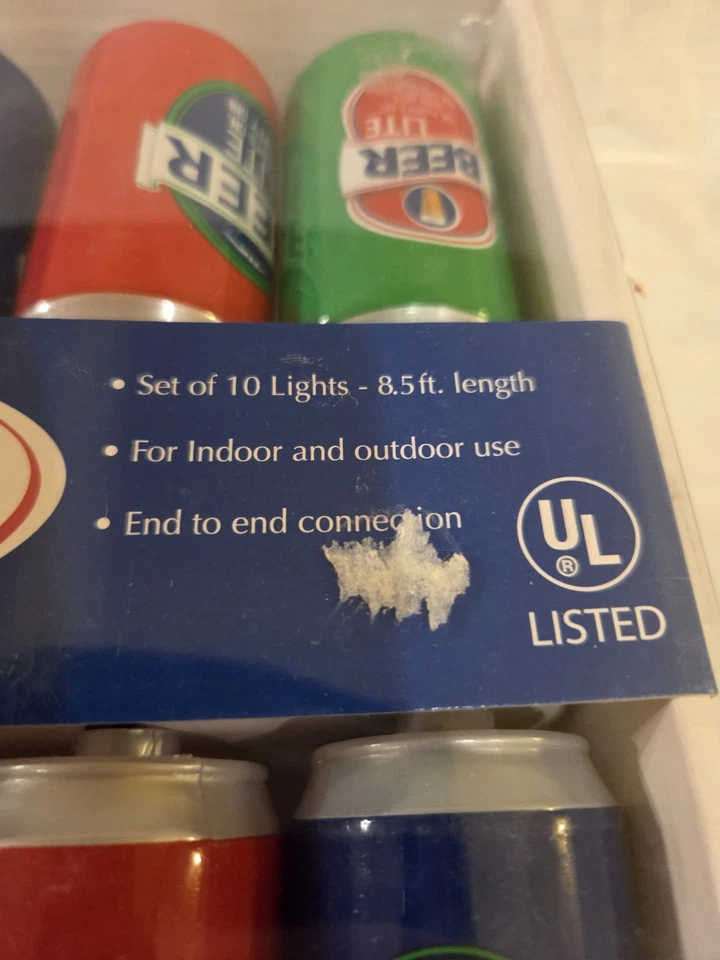 BEER
LITE
BEER
• Set of 10 Lights - 8.5ft. length
• For Indoor and outdoor use
• End to end connection
UL
®
LISTED